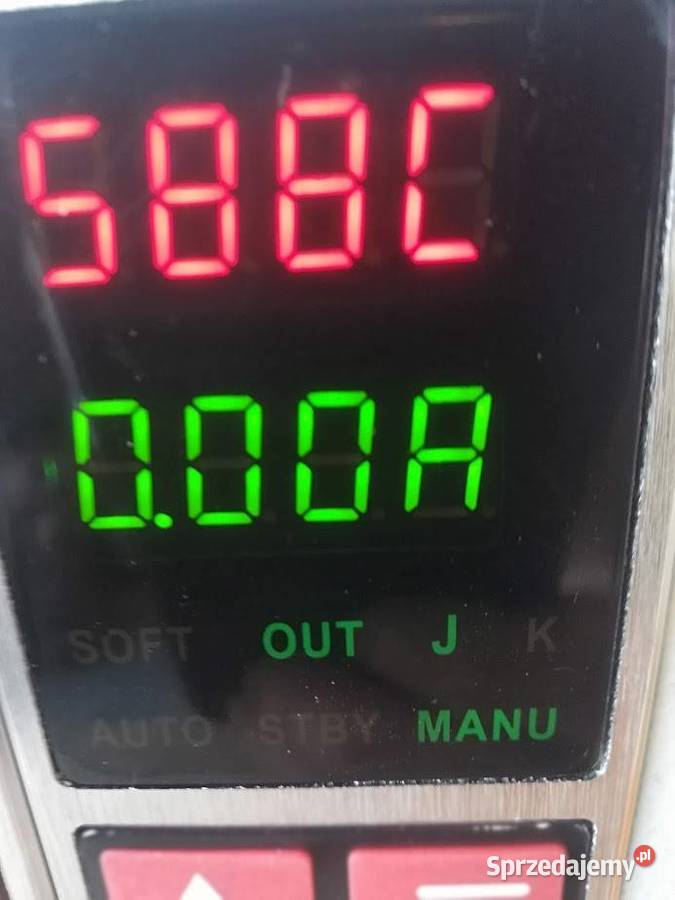 588C
0.00A
SOFT OUT J K
AUTO STBY MANU
Sprzedajemy.pl